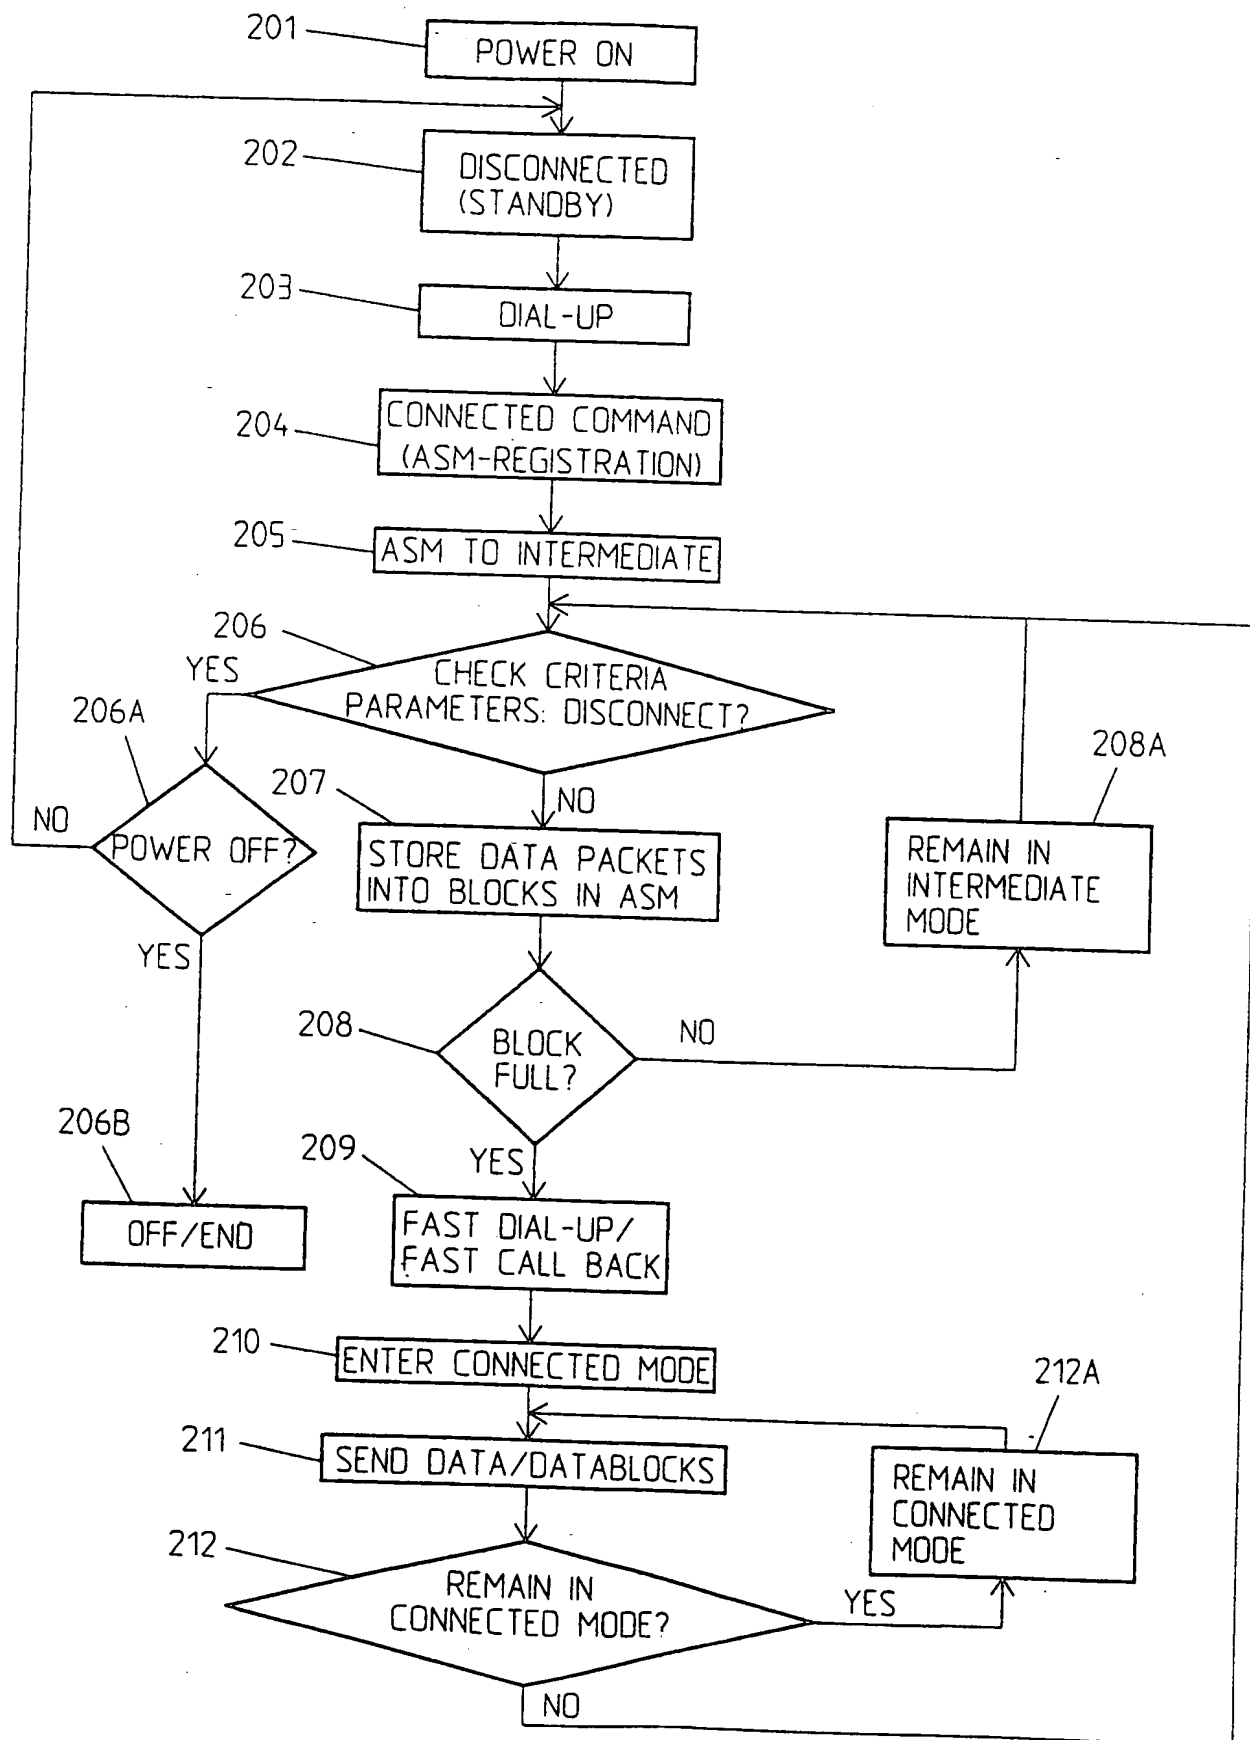 201
POWER ON
202
DISCONNECTED
(STANDBY)
203
DIAL-UP
204
CONNECTED COMMAND
(ASM-REGISTRATION)
205
ASM TO INTERMEDIATE
206
YES
CHECK CRITERIA
PARAMETERS: DISCONNECT?
206A
208A
207
NO
NO
POWER OFF?
STORE DATA PACKETS
INTO BLOCKS IN ASM
REMAIN IN
INTERMEDIATE
MODE
YES
208
BLOCK
FULL?
NO
206B
209
YES
OFF/END
FAST DIAL-UP/
FAST CALL BACK
210
ENTER CONNECTED MODE
212A
211
SEND DATA/DATABLOCKS
REMAIN IN
CONNECTED
MODE
212
REMAIN IN
CONNECTED MODE?
YES
NO